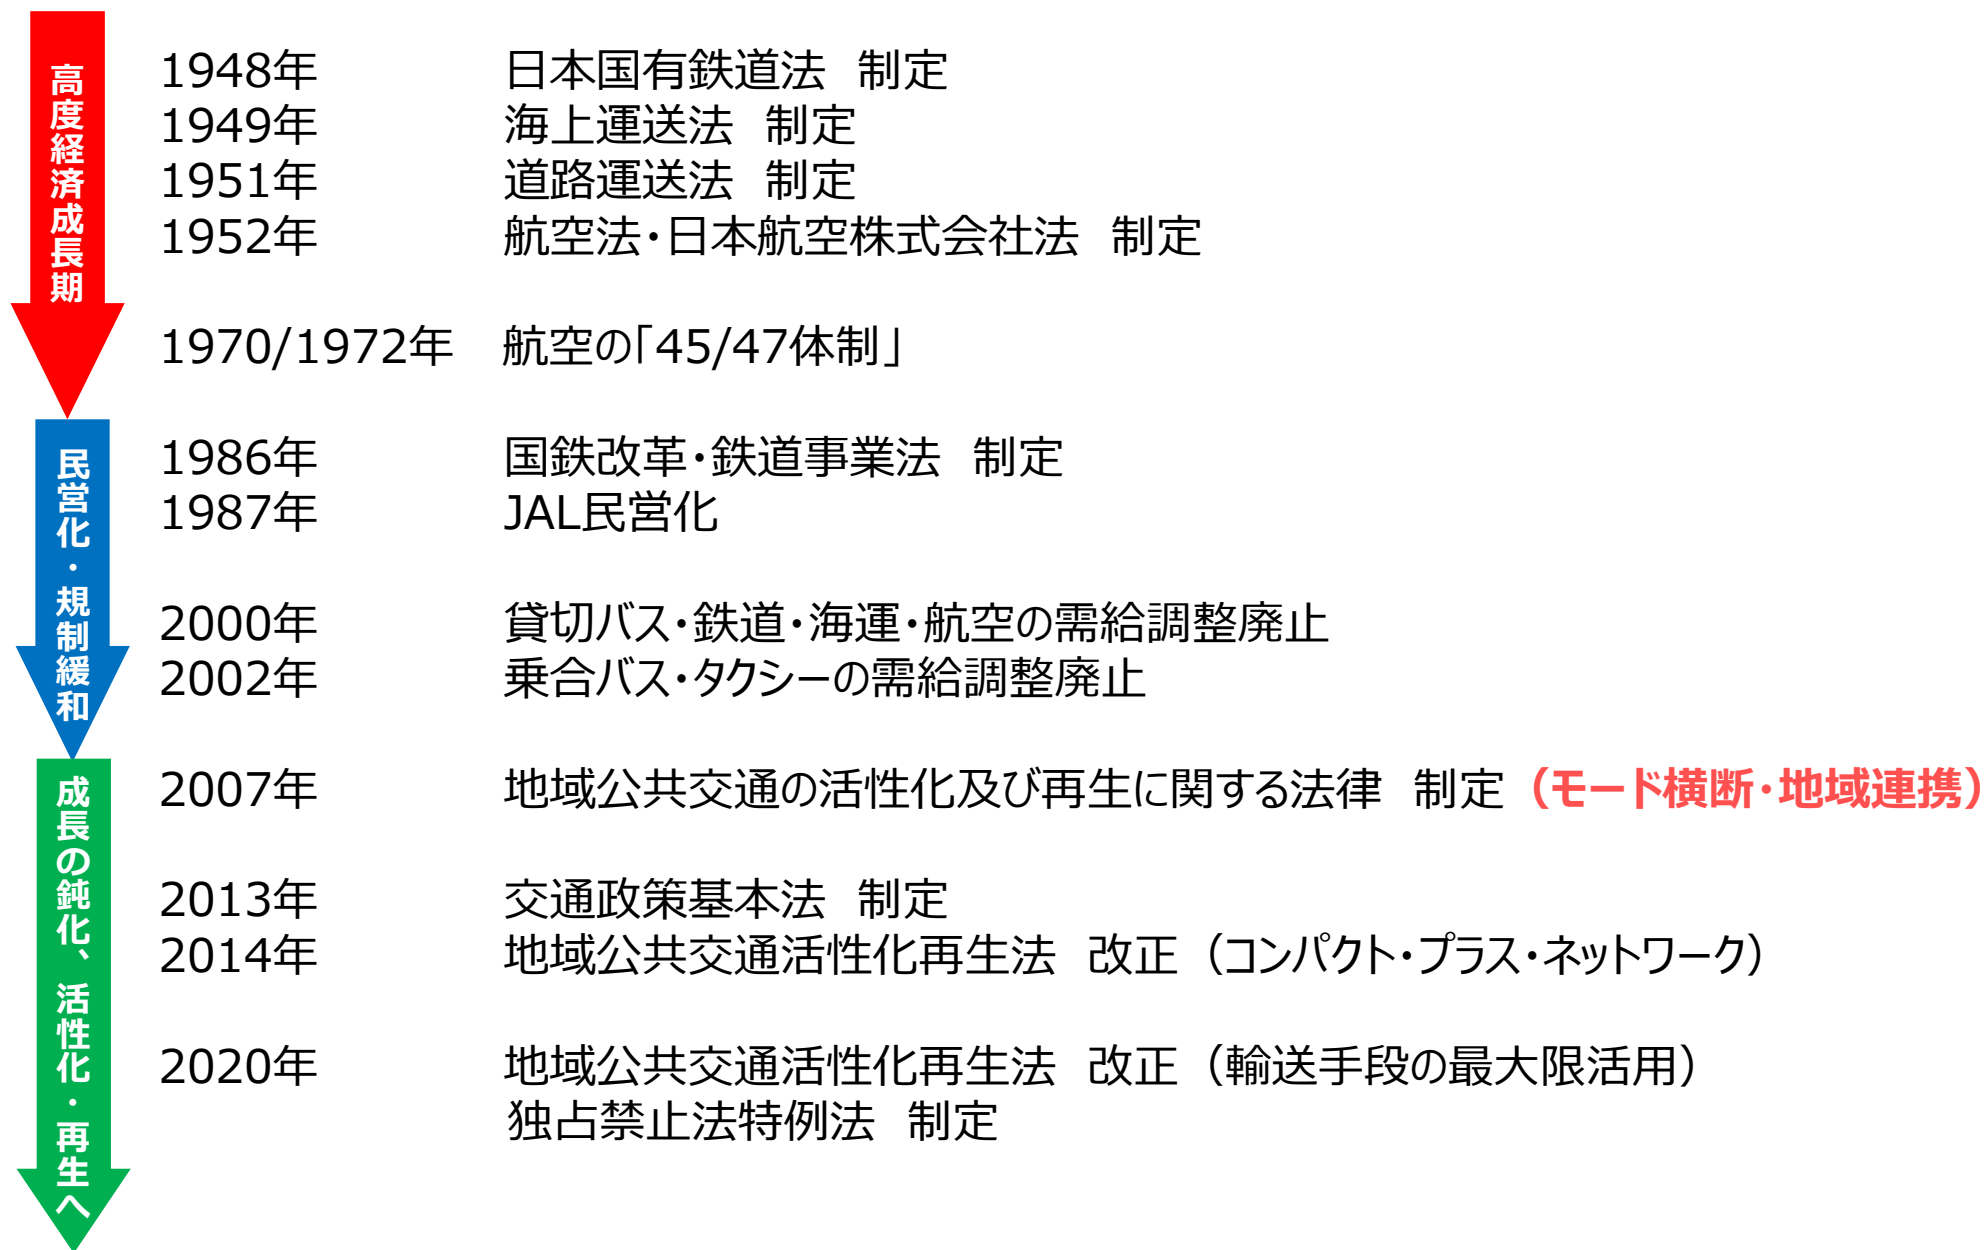 高度経済成長期
1948年 日本国有鉄道法 制定
1949年 海上運送法 制定
1951年 道路運送法 制定
1952年 航空法・日本航空株式会社法 制定
1970/1972年 航空の「45/47体制」
民営化・規制緩和
1986年 国鉄改革・鉄道事業法 制定
1987年 JAL民営化
2000年 貸切バス・鉄道・海運・航空の需給調整廃止
2002年 乗合バス・タクシーの需給調整廃止
成長の鈍化、活性化・再生へ
2007年 地域公共交通の活性化及び再生に関する法律 制定（モード横断・地域連携）
2013年 交通政策基本法 制定
2014年 地域公共交通活性化再生法 改正（コンパクト・プラス・ネットワーク）
2020年 地域公共交通活性化再生法 改正（輸送手段の最大限活用）
独占禁止法特例法 制定